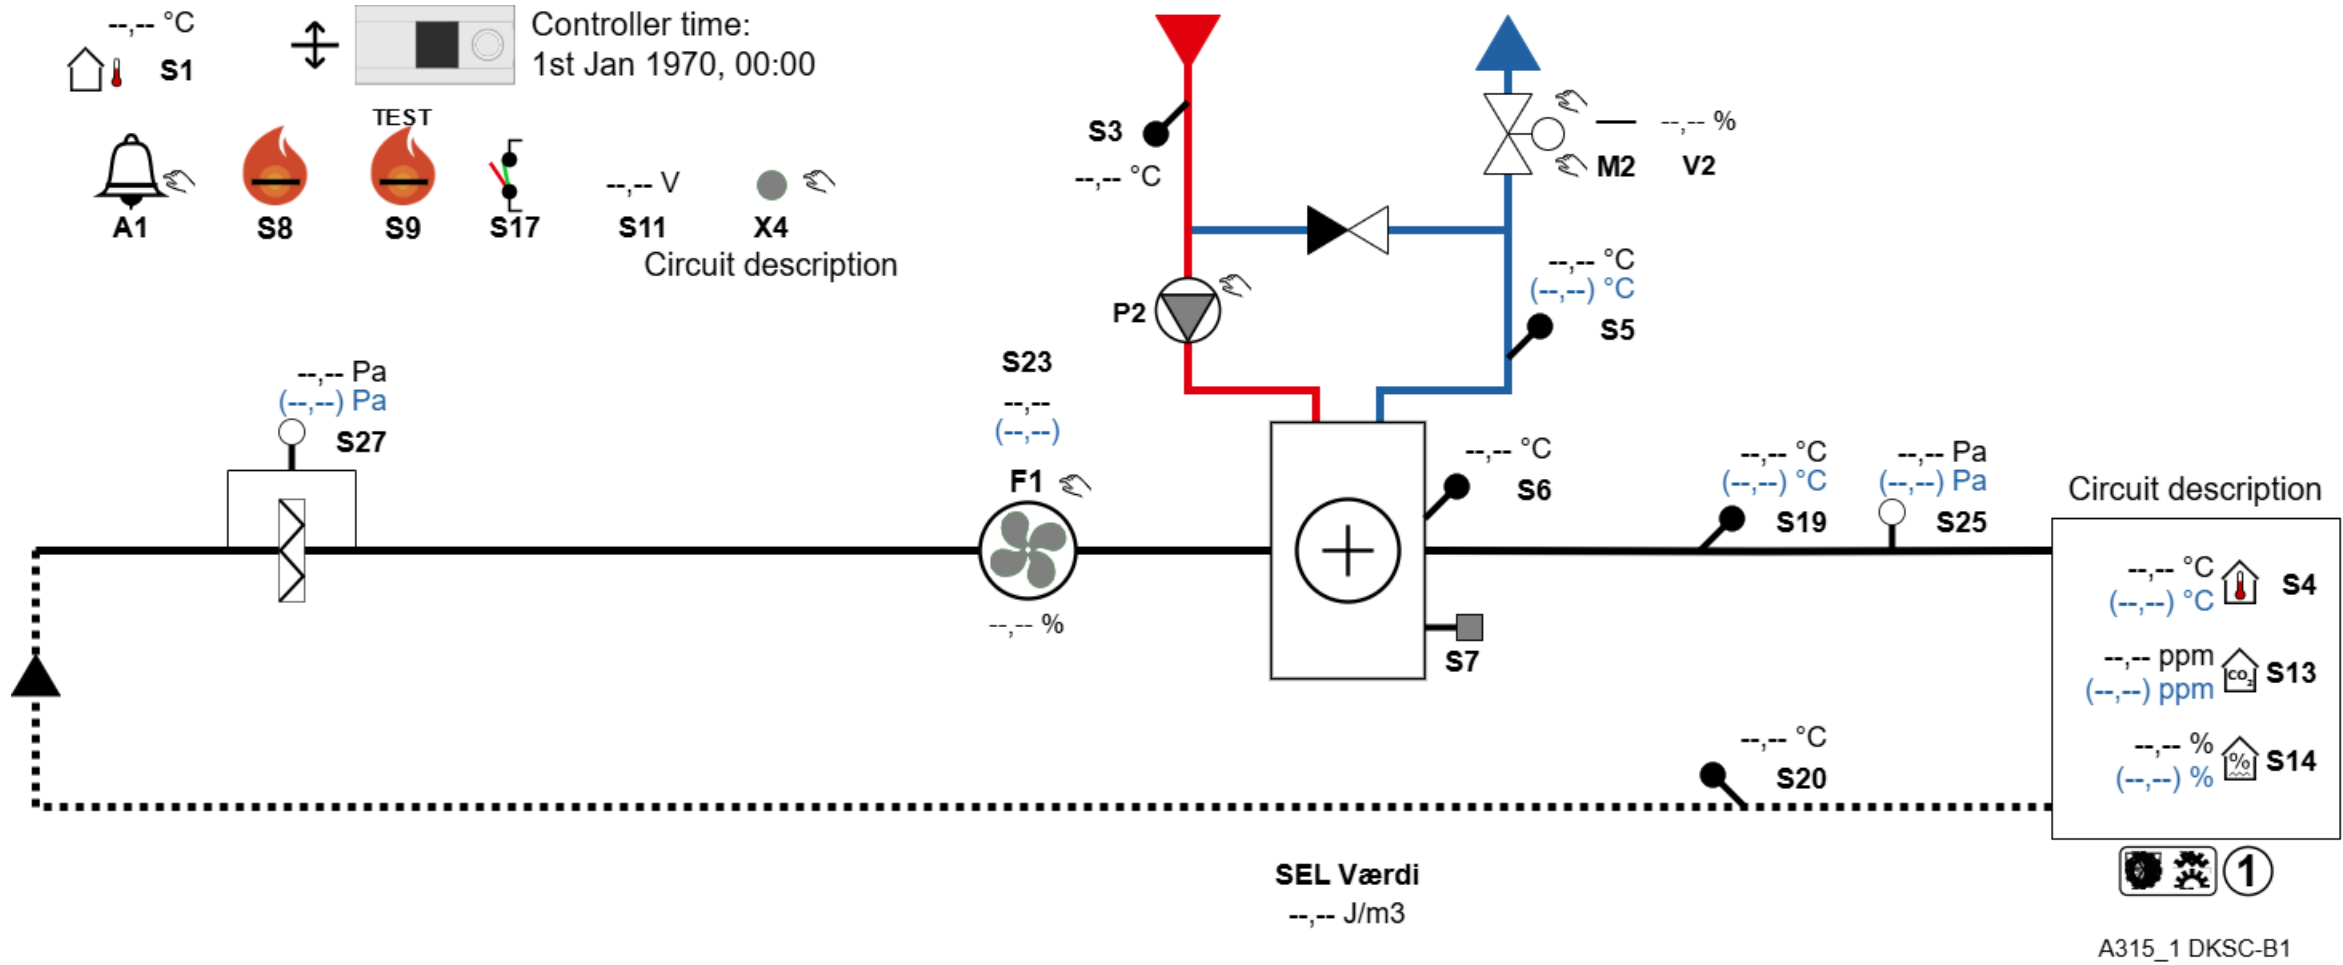 --,-- °C
S1
Controller time:
1st Jan 1970, 00:00
A1
S8
TEST
S9
S17
--,-- V
S11
X4
Circuit description
S3
--,-- °C
--,-- %
M2
V2
P2
--,-- °C
(--,--) °C
S5
--,-- Pa
(--,--) Pa
S27
S23
--,--
(--,--)
F1
--,-- %
--,-- °C
S6
S7
--,-- °C
(--,--) °C
S19
--,-- Pa
(--,--) Pa
S25
Circuit description
--,-- °C
(--,--) °C
S4
--,-- ppm
(--,--) ppm
CO2
S13
--,-- %
(--,--) %
%
S14
--,-- °C
S20
SEL Værdi
--,-- J/m3
1
A315_1 DKSC-B1